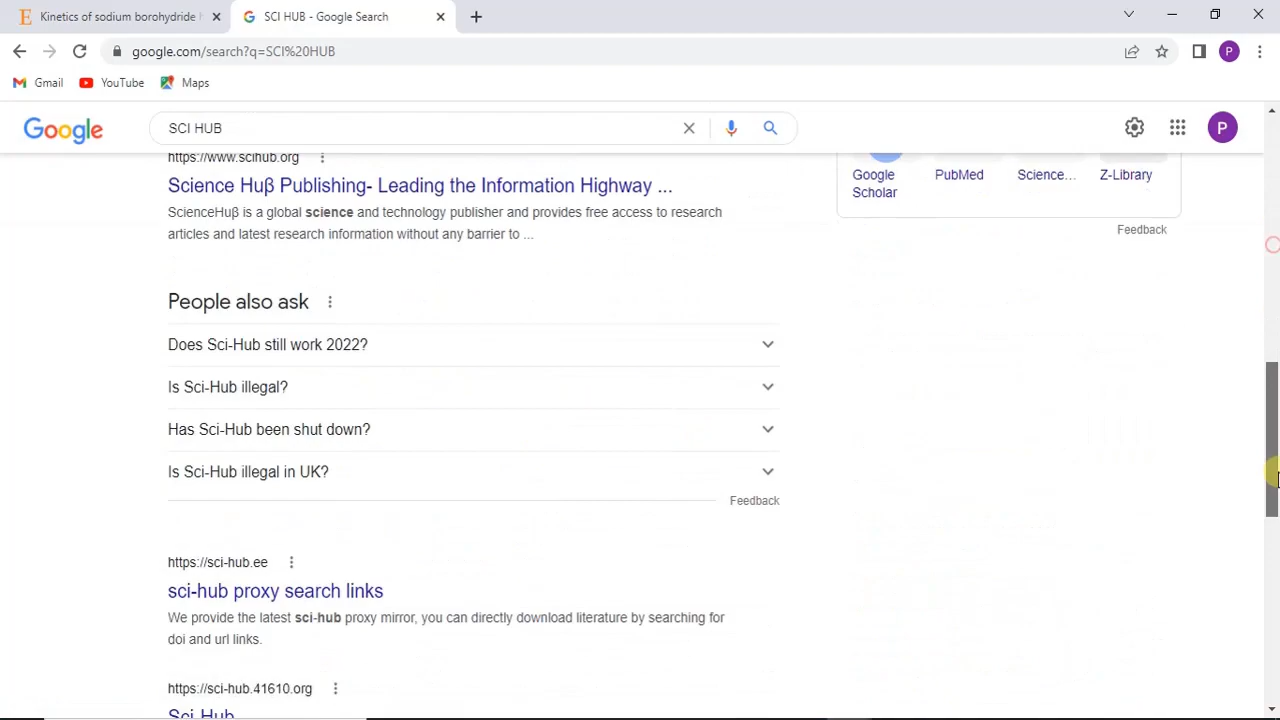 Kinetics of sodium borohydride
SCI HUB - Google Search
google.com/search?q=SCI%20HUB
P
Gmail
YouTube
Maps
Google
SCI HUB
P
https://www.scihub.org
Science Huβ Publishing- Leading the Information Highway ...
ScienceHuβ is a global science and technology publisher and provides free access to research
articles and latest research information without any barrier to ...
Google
Scholar
PubMed
Science...
Z-Library
Feedback
People also ask
Does Sci-Hub still work 2022?
Is Sci-Hub illegal?
Has Sci-Hub been shut down?
Is Sci-Hub illegal in UK?
Feedback
https://sci-hub.ee
sci-hub proxy search links
We provide the latest sci-hub proxy mirror, you can directly download literature by searching for
doi and url links.
https://sci-hub.41610.org
Sci-Hub